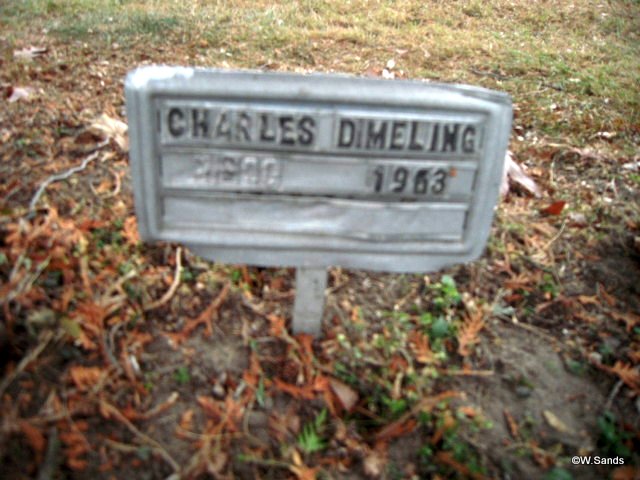 CHARLES DIMELING
1963
©W.Sands